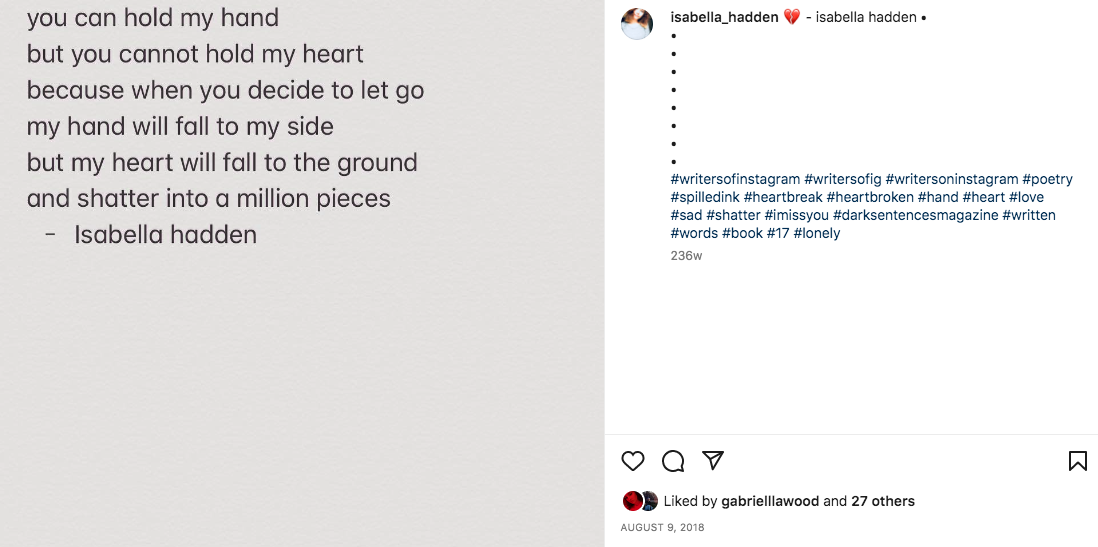 you can hold my hand
but you cannot hold my heart
because when you decide to let go
my hand will fall to my side
but my heart will fall to the ground
and shatter into a million pieces
– Isabella hadden
isabella_hadden 💔 - isabella hadden •
•
•
•
•
•
•
•
•
#writersofinstagram #writersofig #writersoninstagram #poetry
#spilledink #heartbreak #heartbroken #hand #heart #love
#sad #shatter #imissyou #darksentencesmagazine #written
#words #book #17 #lonely
236w
Liked by gabrielllawood and 27 others
AUGUST 9, 2018